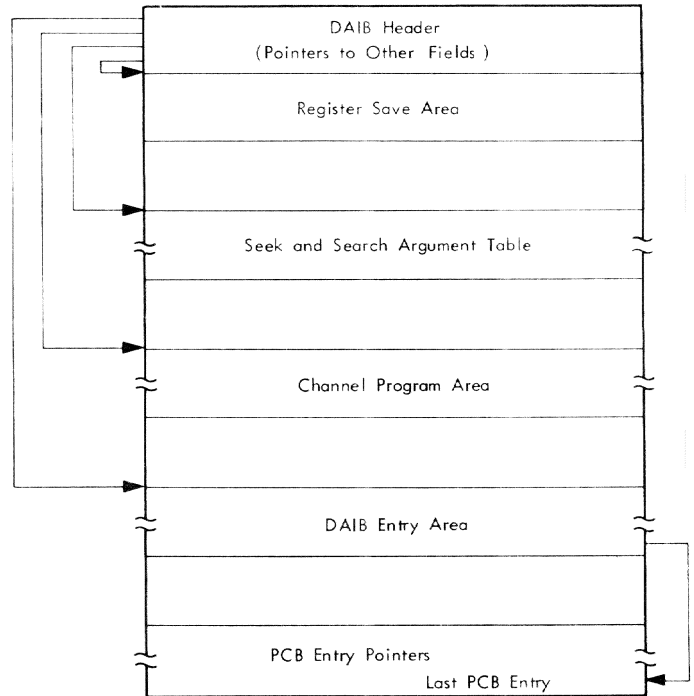 DAIB Header
(Pointers to Other Fields)
Register Save Area
Seek and Search Argument Table
Channel Program Area
DAIB Entry Area
PCB Entry Pointers
Last PCB Entry